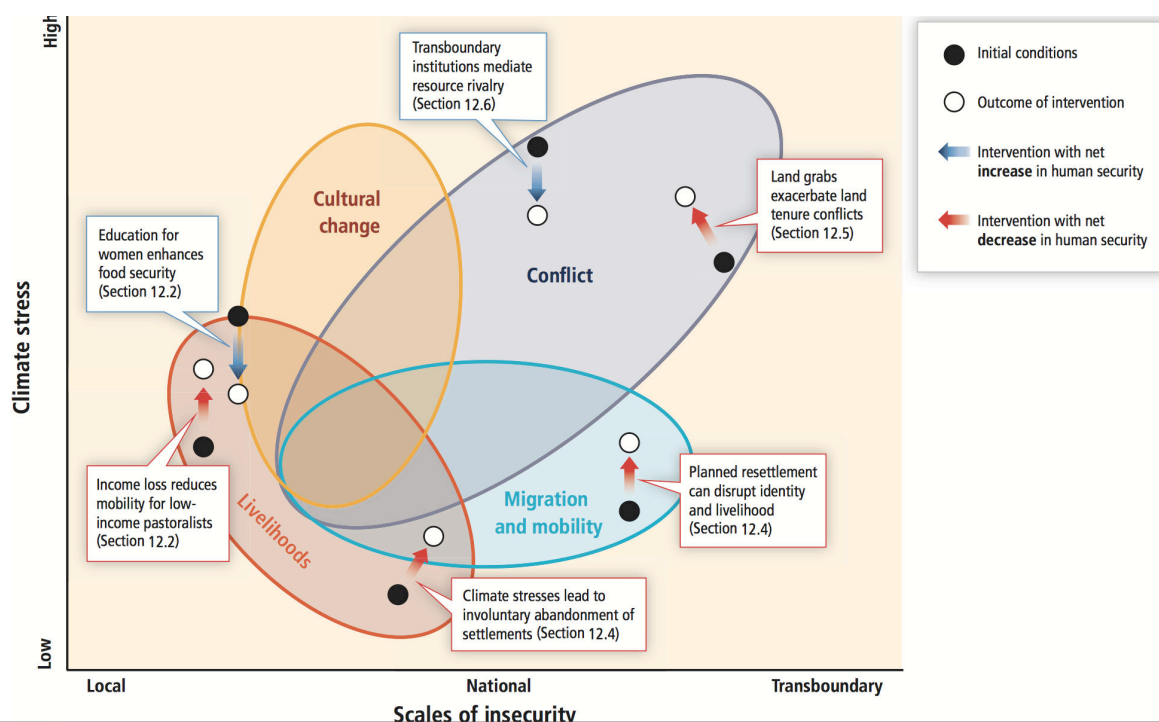 High
Climate stress
Low
Local
National
Transboundary
Scales of insecurity
Transboundary
institutions mediate
resource rivalry
(Section 12.6)
Land grabs
exacerbate land
tenure conflicts
(Section 12.5)
Cultural
change
Education for
women enhances
food security
(Section 12.2)
Conflict
Income loss reduces
mobility for low-
income pastoralists
(Section 12.2)
Livelihoods
Migration
and mobility
Planned resettlement
can disrupt identity
and livelihood
(Section 12.4)
Climate stresses lead to
involuntary abandonment of
settlements (Section 12.4)
Initial conditions
Outcome of intervention
Intervention with net
increase in human security
Intervention with net
decrease in human security